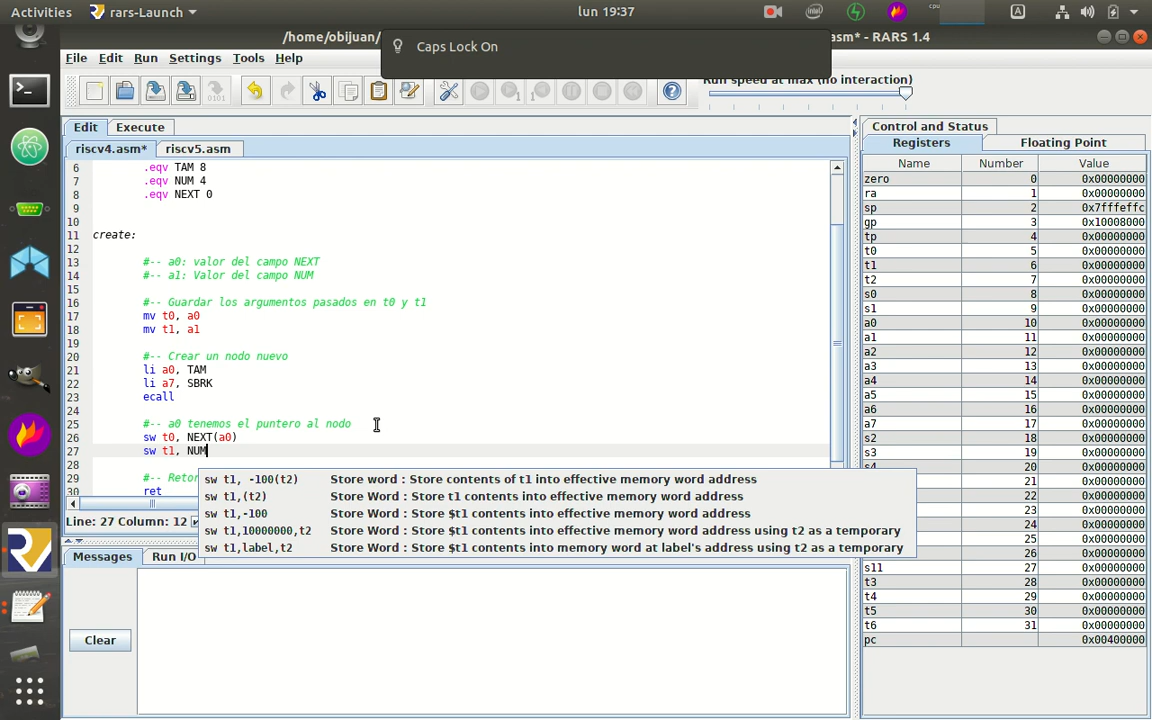 Activities rars-Launch lun 19:37 cpu A
/home/obijuan/ asm* - RARS 1.4
Caps Lock On
File Edit Run Settings Tools Help
Run speed at max (no interaction)
Edit Execute
riscv4.asm* riscv5.asm
6 .eqv TAM 8
7 .eqv NUM 4
8 .eqv NEXT 0
9
10
11 create:
12
13 #-- a0: valor del campo NEXT
14 #-- a1: Valor del campo NUM
15
16 #-- Guardar los argumentos pasados en t0 y t1
17 mv t0, a0
18 mv t1, a1
19
20 #-- Crear un nodo nuevo
21 li a0, TAM
22 li a7, SBRK
23 ecall
24
25 #-- a0 tenemos el puntero al nodo
26 sw t0, NEXT(a0)
27 sw t1, NUM
28
29 #-- Retor
30 ret
sw t1, -100(t2) Store word : Store contents of t1 into effective memory word address
sw t1,(t2) Store Word : Store t1 contents into effective memory word address
sw t1,-100 Store Word : Store $t1 contents into effective memory word address
sw t1,10000000,t2 Store Word : Store $t1 contents into effective memory word address using t2 as a temporary
sw t1,label,t2 Store Word : Store $t1 contents into memory word at label's address using t2 as a temporary
Line: 27 Column: 12
Messages Run I/O
Clear
Control and Status
Registers Floating Point
Name Number Value
zero 0 0x00000000
ra 1 0x00000000
sp 2 0x7fffeffc
gp 3 0x10008000
tp 4 0x00000000
t0 5 0x00000000
t1 6 0x00000000
t2 7 0x00000000
s0 8 0x00000000
s1 9 0x00000000
a0 10 0x00000000
a1 11 0x00000000
a2 12 0x00000000
a3 13 0x00000000
a4 14 0x00000000
a5 15 0x00000000
a6 16 0x00000000
a7 17 0x00000000
s2 18 0x00000000
s3 19 0x00000000
s4 20 0x00000000
21 0x00000000
22 0x00000000
23 0x00000000
24 0x00000000
25 0x00000000
26 0x00000000
s11 27 0x00000000
t3 28 0x00000000
t4 29 0x00000000
t5 30 0x00000000
t6 31 0x00000000
pc 0x00400000